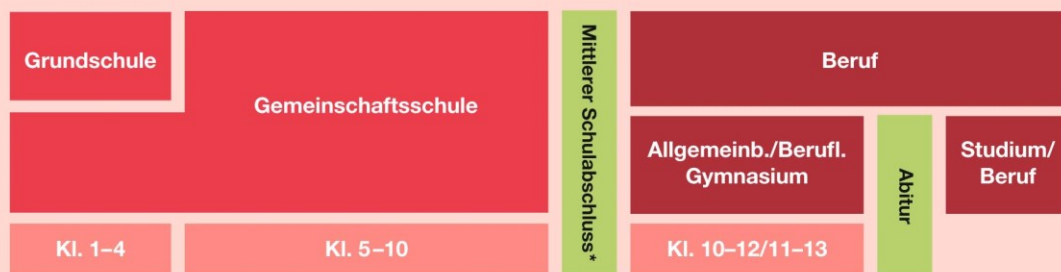 Grundschule
Gemeinschaftsschule
Mittlerer Schulabschluss*
Beruf
Allgemeinb./Berufl.
Gymnasium
Abitur
Studium/
Beruf
Kl. 1–4
Kl. 5–10
Kl. 10–12/11–13